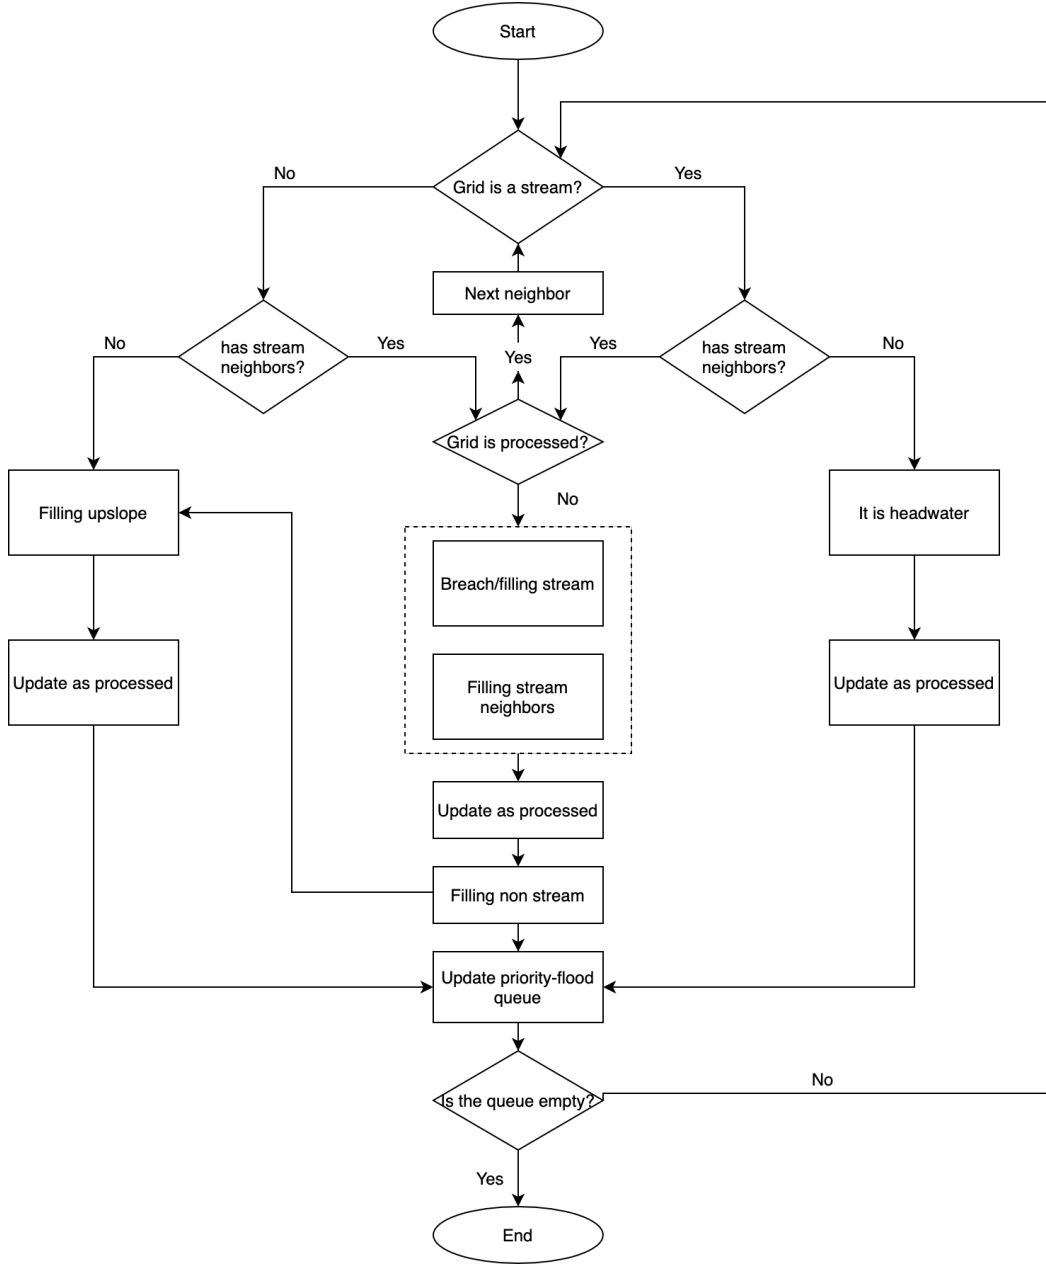 Start
Grid is a stream?
No
Yes
Next neighbor
has stream
neighbors?
has stream
neighbors?
No
Yes
Yes
Yes
No
Grid is processed?
No
Filling upslope
It is headwater
Breach/filling stream
Update as processed
Filling stream
neighbors
Update as processed
Update as processed
Filling non stream
Update priority-flood
queue
Is the queue empty?
No
Yes
End